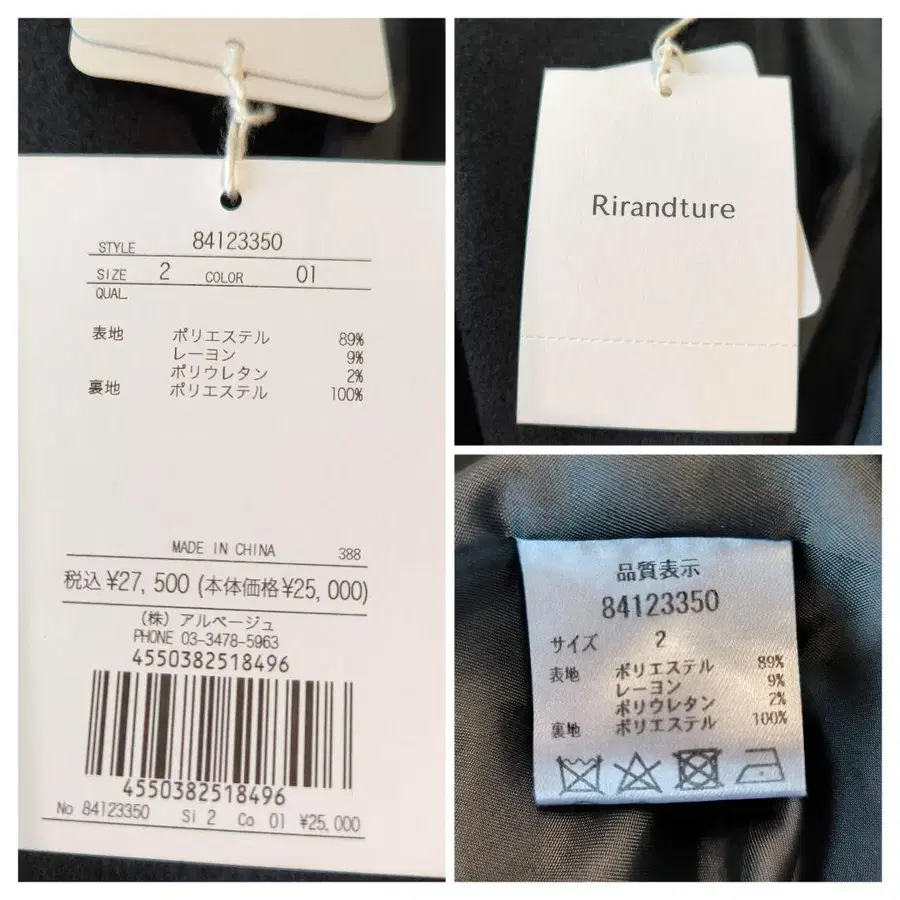 STYLE 84123350
SIZE 2 COLOR 01
QUAL.
表地 ポリエステル 89%
レーヨン 9%
ポリウレタン 2%
裏地 ポリエステル 100%
MADE IN CHINA 388
税込 ¥27,500 (本体価格¥25,000)
(株) アルページュ
PHONE 03-3478-5963
4550382518496
4550382518496
No 84123350 Si 2 Co 01 ¥25,000
Rirandture
品質表示
84123350
サイズ 2
表地 ポリエステル 89%
レーヨン 9%
ポリウレタン 2%
裏地 ポリエステル 100%